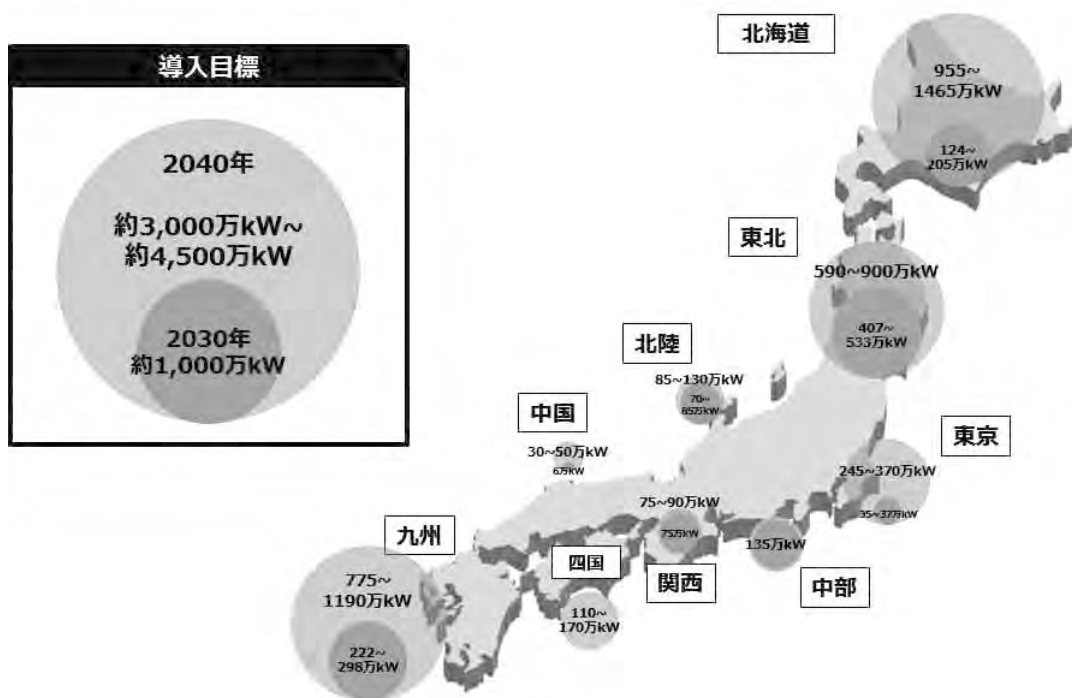 導入目標
2040年
約3,000万kW~
約4,500万kW
2030年
約1,000万kW
北海道
955~
1465万kW
124~
205万kW
東北
590~900万kW
407~
533万kW
北陸
85~130万kW
70~
85万kW
中国
30~50万kW
6万kW
東京
245~370万kW
35~37万kW
75~90万kW
75万kW
関西
135万kW
中部
四国
110~
170万kW
九州
775~
1190万kW
222~
298万kW